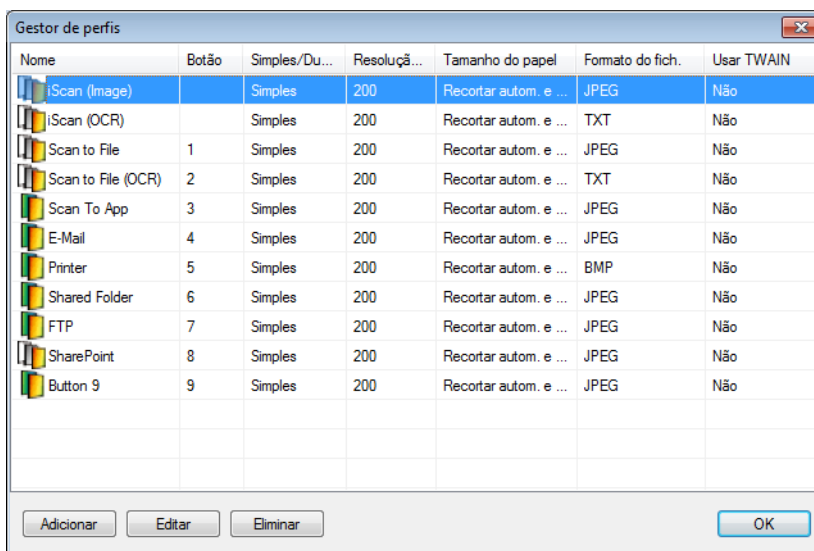 Gestor de perfis
Nome Botão Simples/Du... Resoluçã... Tamanho do papel Formato do fich. Usar TWAIN
iScan (Image) Simples 200 Recortar autom. e ... JPEG Não
iScan (OCR) Simples 200 Recortar autom. e ... TXT Não
Scan to File 1 Simples 200 Recortar autom. e ... JPEG Não
Scan to File (OCR) 2 Simples 200 Recortar autom. e ... TXT Não
Scan To App 3 Simples 200 Recortar autom. e ... JPEG Não
E-Mail 4 Simples 200 Recortar autom. e ... JPEG Não
Printer 5 Simples 200 Recortar autom. e ... BMP Não
Shared Folder 6 Simples 200 Recortar autom. e ... JPEG Não
FTP 7 Simples 200 Recortar autom. e ... JPEG Não
SharePoint 8 Simples 200 Recortar autom. e ... JPEG Não
Button 9 9 Simples 200 Recortar autom. e ... JPEG Não
Adicionar Editar Eliminar OK